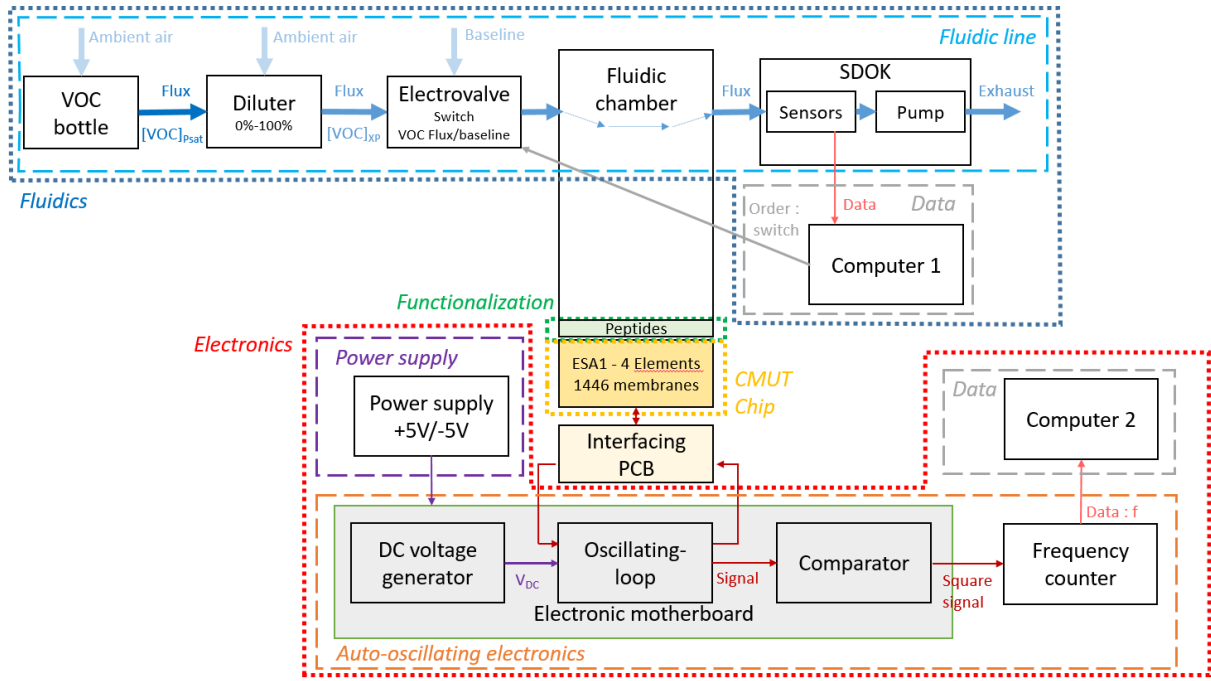 Ambient air
Ambient air
Baseline
Fluidic line
VOC
bottle
Flux
[VOC]Psat
Diluter
0%-100%
Flux
[VOC]XP
Electrovalve
Switch
VOC Flux/baseline
Fluidic
chamber
Flux
SDOK
Sensors
Pump
Exhaust
Fluidics
Order :
switch
Data
Data
Computer 1
Functionalization
Peptides
Electronics
Power supply
ESA1 - 4 Elements
1446 membranes
CMUT
Chip
Power supply
+5V/-5V
Interfacing
PCB
Data
Computer 2
Data : f
DC voltage
generator
VDC
Oscillating-
loop
Signal
Comparator
Square
signal
Frequency
counter
Electronic motherboard
Auto-oscillating electronics